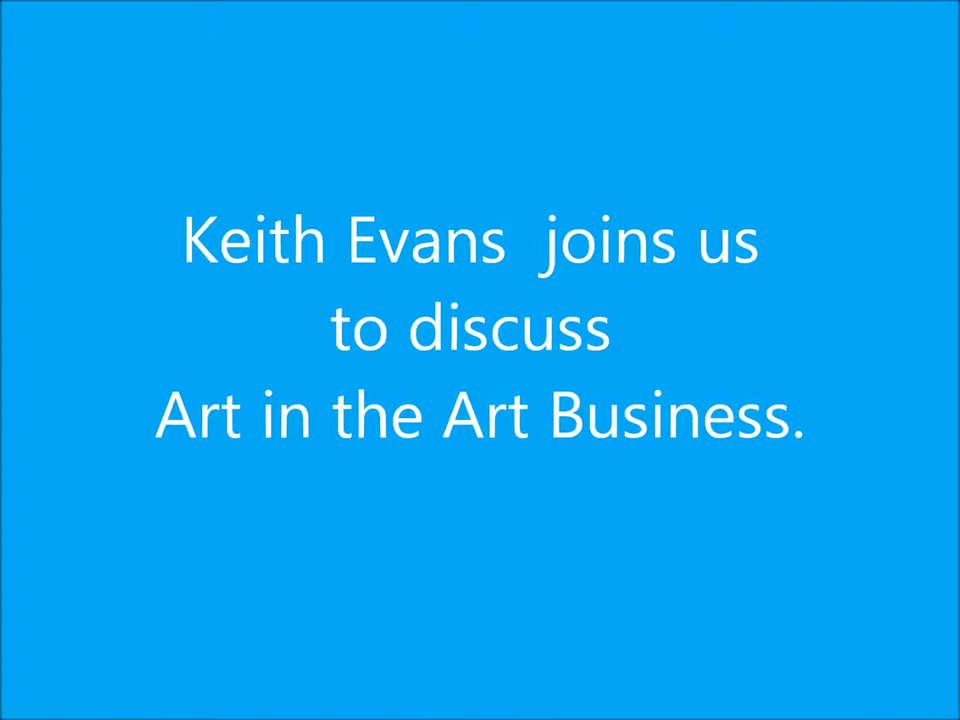 Keith Evans  joins us
to discuss
Art in the Art Business.